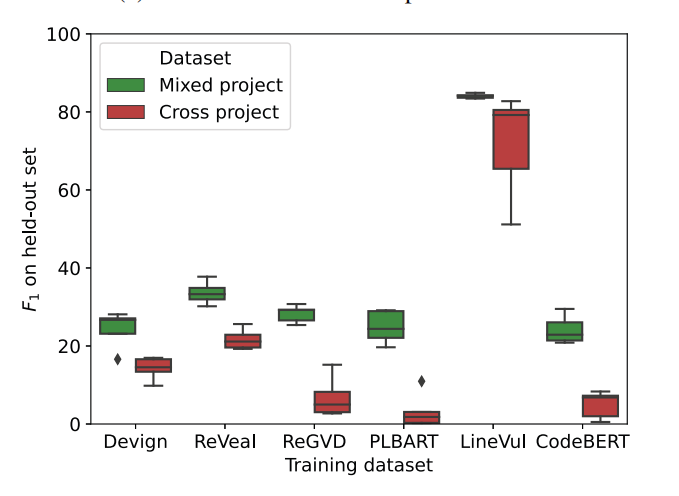 100
80
60
40
20
0
F1 on held-out set
Dataset
Mixed project
Cross project
Devign ReVeal ReGVD PLBART LineVul CodeBERT
Training dataset